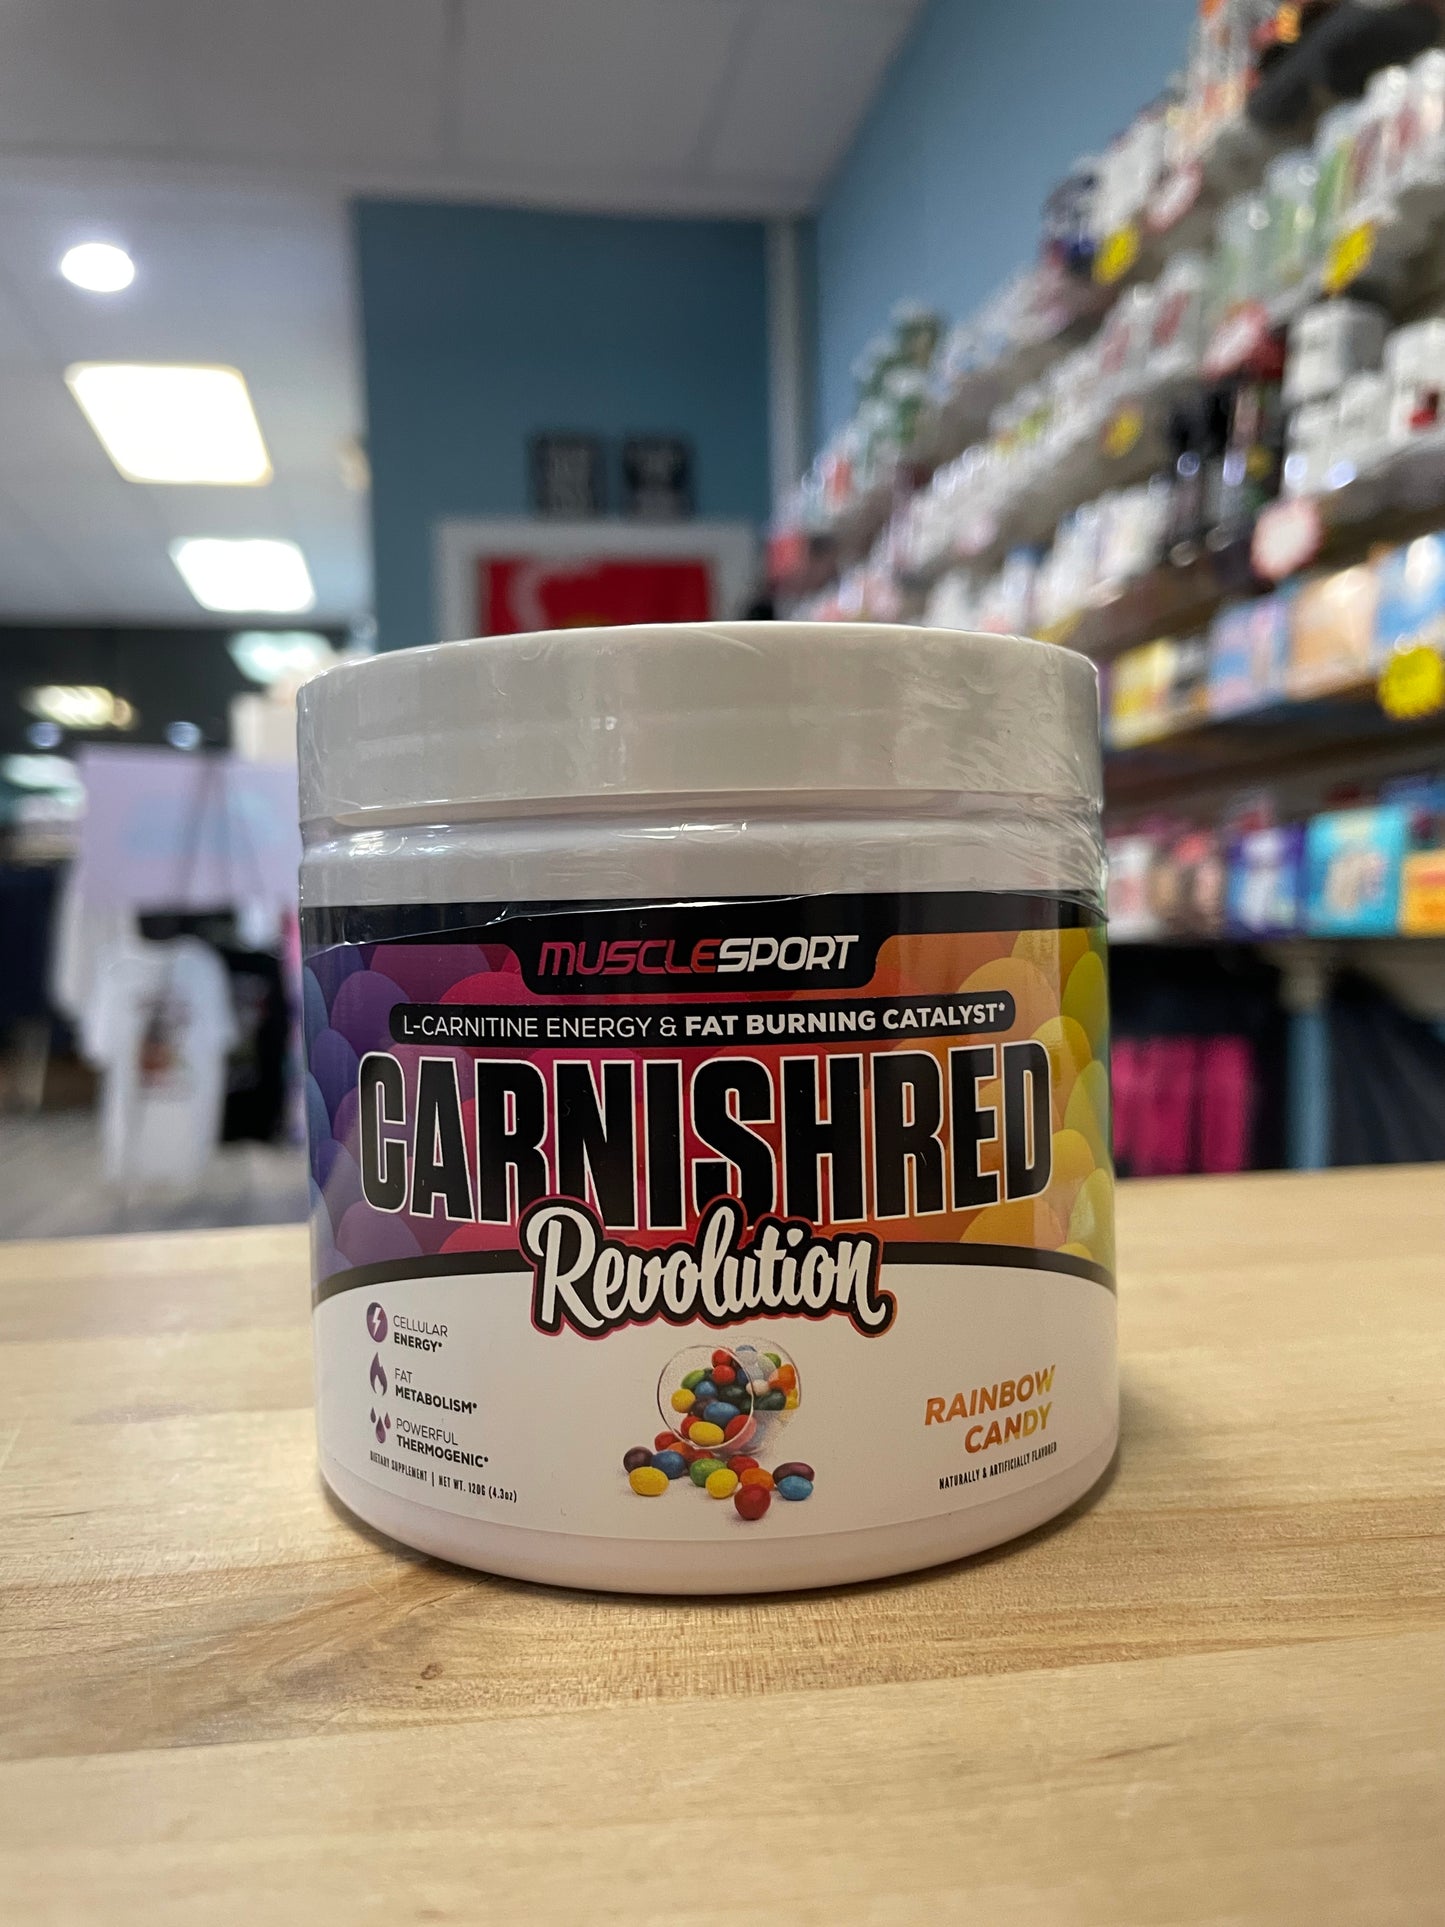 MUSCLESPORT
L-CARNITINE ENERGY & FAT BURNING CATALYST*
CARNISHRED
Revolution
CELLULAR
ENERGY*
FAT
METABOLISM*
POWERFUL
THERMOGENIC*
DIETARY SUPPLEMENT | NET WT. 120G (4.3oz)
RAINBOW
CANDY
NATURALLY & ARTIFICIALLY FLAVORED